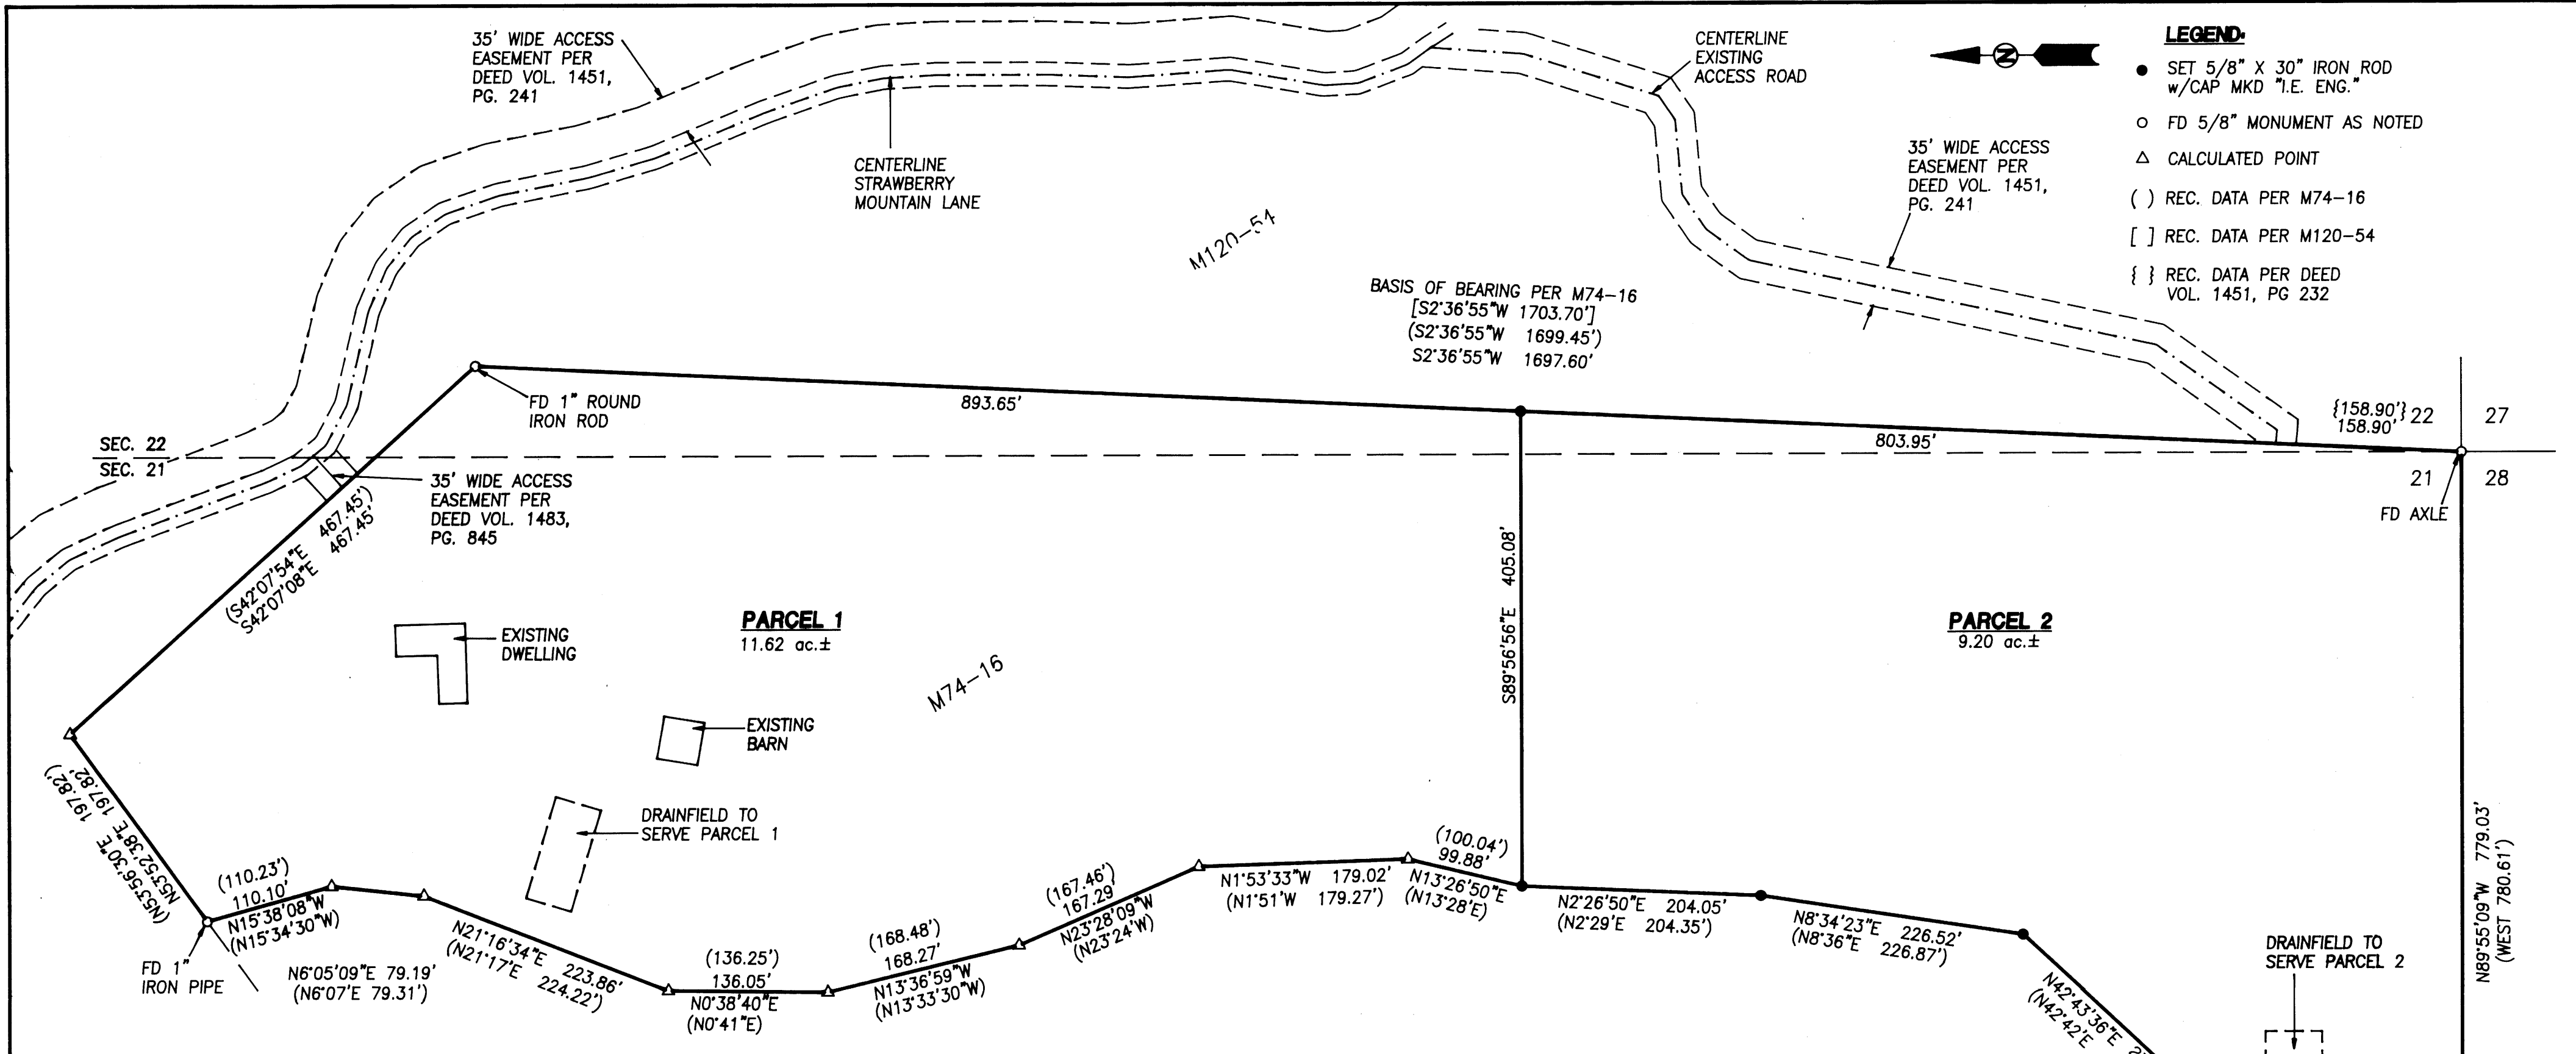 35' WIDE ACCESS
EASEMENT PER
DEED VOL. 1451,
PG. 241
CENTERLINE
STRAWBERRY
MOUNTAIN LANE
CENTERLINE
EXISTING
ACCESS ROAD
N
35' WIDE ACCESS
EASEMENT PER
DEED VOL. 1451,
PG. 241
LEGEND:
SET 5/8" X 30" IRON ROD
w/CAP MKD "I.E. ENG."
FD 5/8" MONUMENT AS NOTED
CALCULATED POINT
( ) REC. DATA PER M74-16
[ ] REC. DATA PER M120-54
{ } REC. DATA PER DEED
VOL. 1451, PG 232
M120-54
BASIS OF BEARING PER M74-16
[S2°36'55"W 1703.70']
(S2°36'55"W 1699.45')
S2°36'55"W 1697.60'
FD 1" ROUND
IRON ROD
893.65'
803.95'
{158.90'}
158.90'
22
27
21
28
FD AXLE
SEC. 22
SEC. 21
35' WIDE ACCESS
EASEMENT PER
DEED VOL. 1483,
PG. 845
(S42°07'54"E 467.45')
S42°07'08"E 467.45'
EXISTING
DWELLING
PARCEL 1
11.62 ac.±
M74-16
EXISTING
BARN
DRAINFIELD TO
SERVE PARCEL 1
S89°56'56"E 405.08'
PARCEL 2
9.20 ac.±
N53°52'38"E 197.82'
(N53°56'30"E 197.82')
FD 1"
IRON PIPE
(110.23')
110.10'
N15°38'08"W
(N15°34'30"W)
N6°05'09"E 79.19'
(N6°07'E 79.31')
N21°16'34"E 223.86'
(N21°17'E 224.22')
(136.25')
136.05'
N0°38'40"E
(N0°41"E)
(168.48')
168.27'
N13°36'59"W
(N13°33'30"W)
(167.46')
167.29'
N23°28'09"W
(N23°24'W)
N1°53'33"W 179.02'
(N1°51'W 179.27')
(100.04')
99.88'
N13°26'50"E
(N13°28'E)
N2°26'50"E 204.05'
(N2°29'E 204.35')
N8°34'23"E 226.52'
(N8°36"E 226.87')
N42°43'36"E
(N42°42'E
DRAINFIELD TO
SERVE PARCEL 2
N89°55'09"W 779.03'
(WEST 780.61')